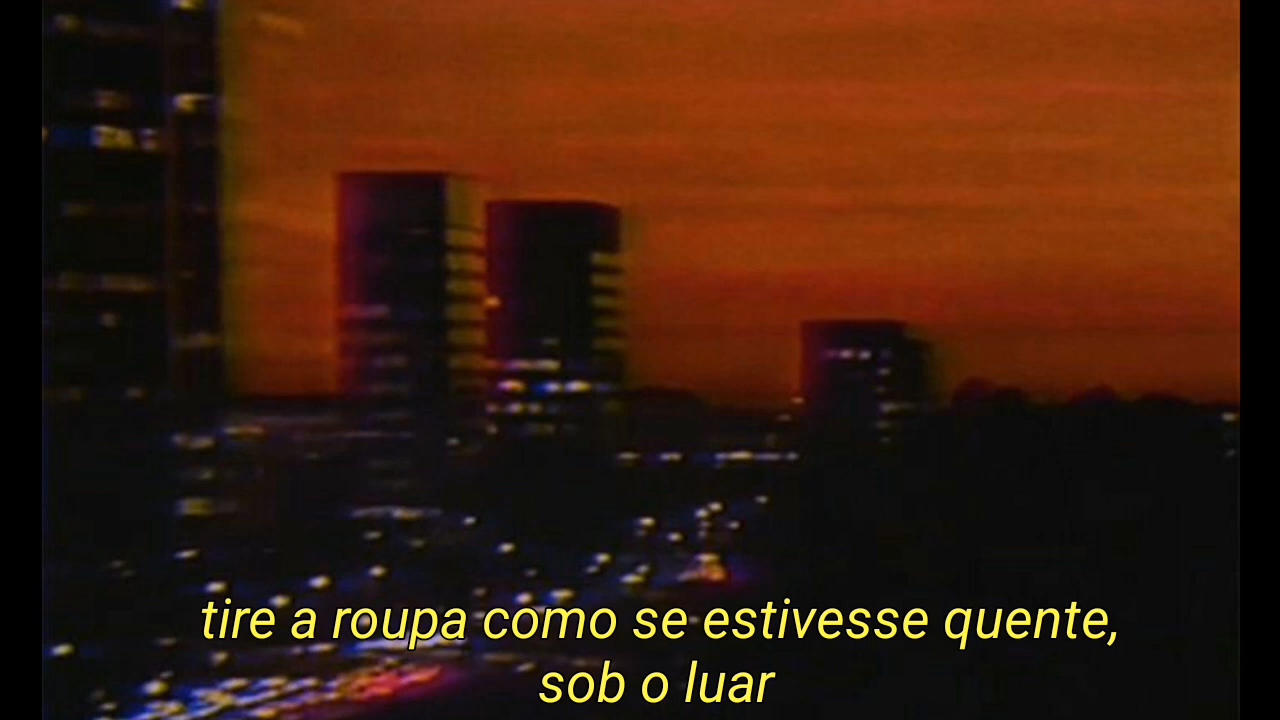 tire a roupa como se estivesse quente,
sob o luar